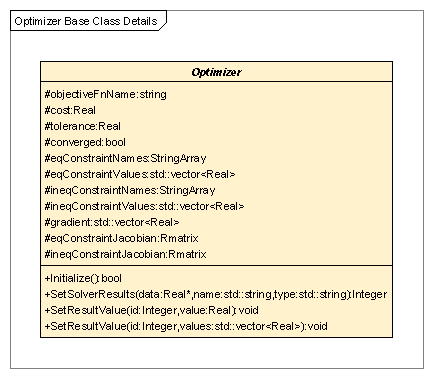 Optimizer Base Class Details
Optimizer
#objectiveFnName:string
#cost:Real
#tolerance:Real
#converged:bool
#eqConstraintNames:StringArray
#eqConstraintValues:std::vector<Real>
#ineqConstraintNames:StringArray
#ineqConstraintValues:std::vector<Real>
#gradient:std::vector<Real>
#eqConstraintJacobian:Rmatrix
#ineqConstraintJacobian:Rmatrix
+Initialize():bool
+SetSolverResults(data:Real*,name:std::string,type:std::string):Integer
+SetResultValue(id:Integer,value:Real):void
+SetResultValue(id:Integer,values:std::vector<Real>):void